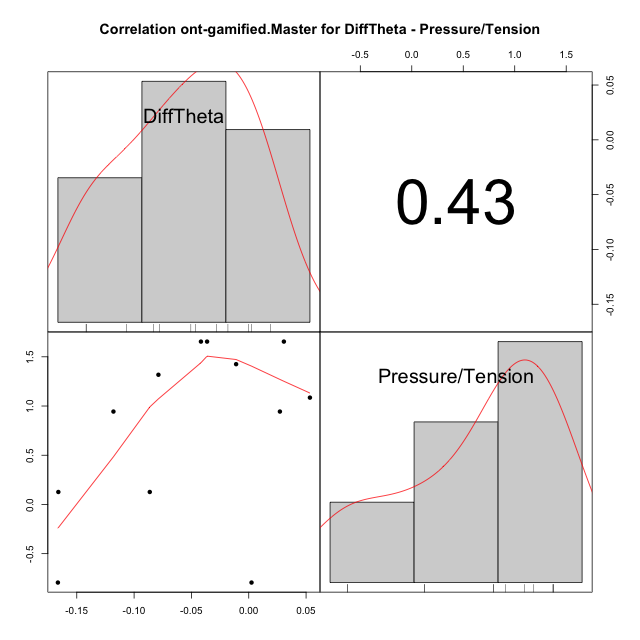 Correlation ont-gamified.Master for DiffTheta - Pressure/Tension
-0.5 0.0 0.5 1.0 1.5
DiffTheta
0.43
0.05
0.00
-0.05
-0.10
-0.15
Pressure/Tension
1.5
1.0
0.5
0.0
-0.5
-0.15 -0.10 -0.05 0.00 0.05